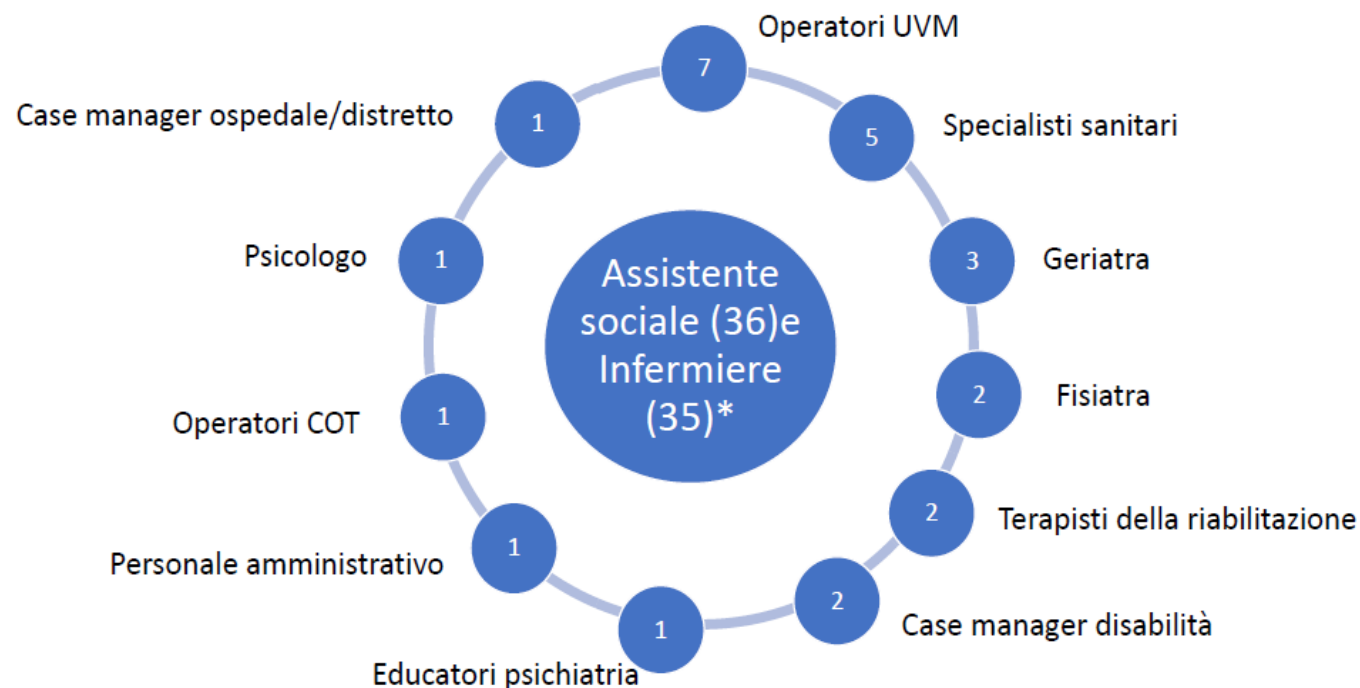 Operatori UVM
7
Specialisti sanitari
5
Geriatra
3
Fisiatra
2
Terapisti della riabilitazione
2
Case manager disabilità
2
Educatori psichiatria
1
Personale amministrativo
1
Operatori COT
1
Psicologo
1
Case manager ospedale/distretto
1
Assistente
sociale (36)e
Infermiere
(35)*